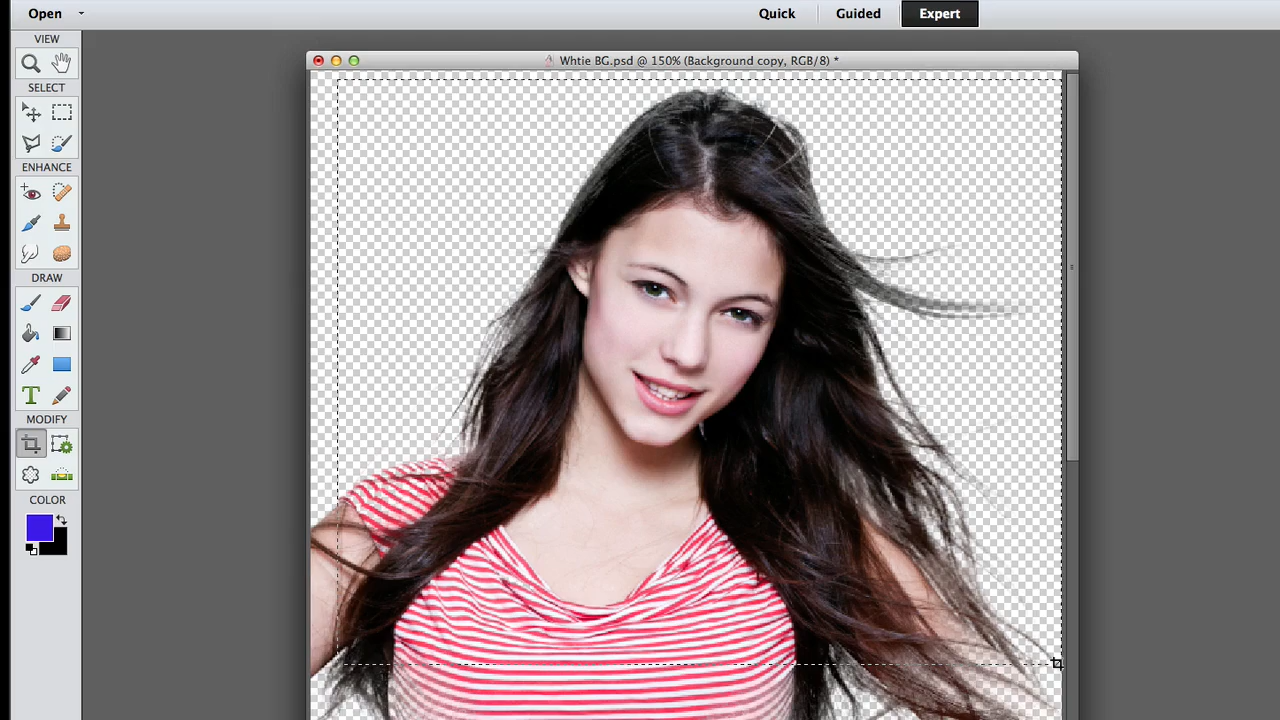 Open
Quick
Guided
Expert
VIEW
Whtie BG.psd @ 150% (Background copy, RGB/8) *
SELECT
ENHANCE
DRAW
T
MODIFY
COLOR